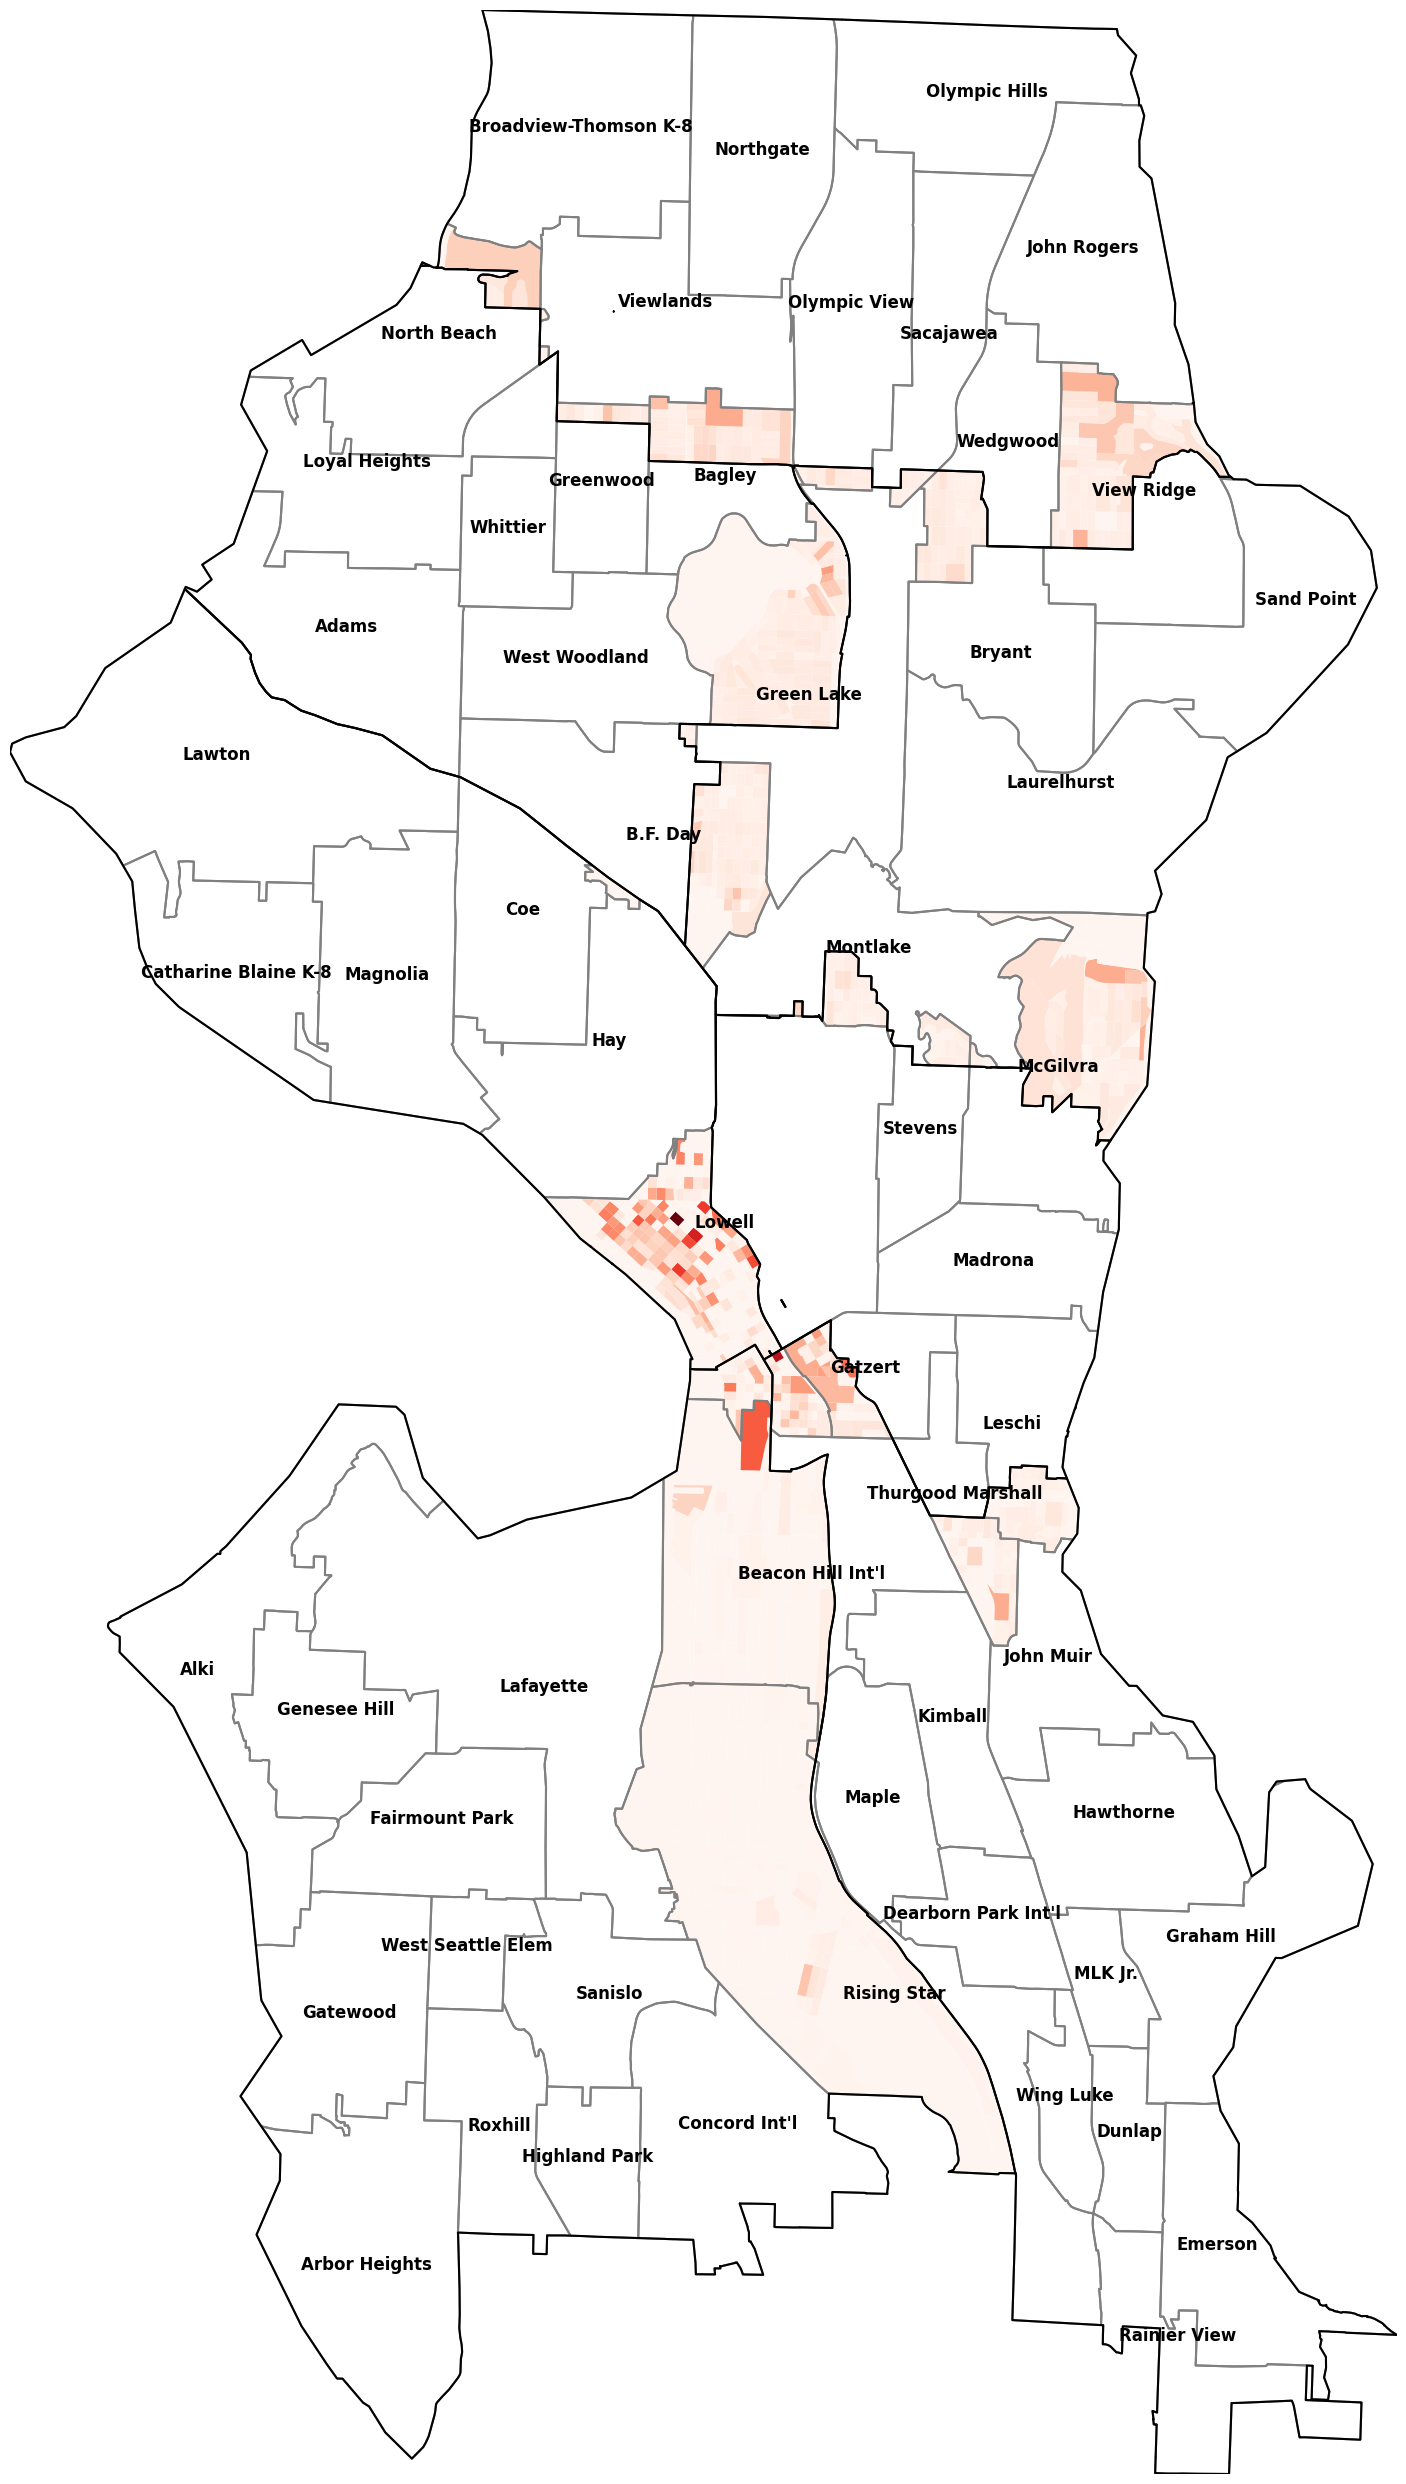 Olympic Hills
Broadview-Thomson K-8
Northgate
John Rogers
Viewlands
Olympic View
North Beach
Sacajawea
Wedgwood
Loyal Heights
Bagley
Greenwood
View Ridge
Whittier
Sand Point
Adams
Bryant
West Woodland
Green Lake
Lawton
Laurelhurst
B.F. Day
Coe
Montlake
Catharine Blaine K-8
Magnolia
Hay
McGilvra
Stevens
Lowell
Madrona
Gatzert
Leschi
Thurgood Marshall
Beacon Hill Int'l
John Muir
Alki
Lafayette
Genesee Hill
Kimball
Maple
Hawthorne
Fairmount Park
Dearborn Park Int'l
Graham Hill
West Seattle Elem
MLK Jr.
Sanislo
Rising Star
Gatewood
Wing Luke
Concord Int'l
Roxhill
Dunlap
Highland Park
Emerson
Arbor Heights
Rainier View